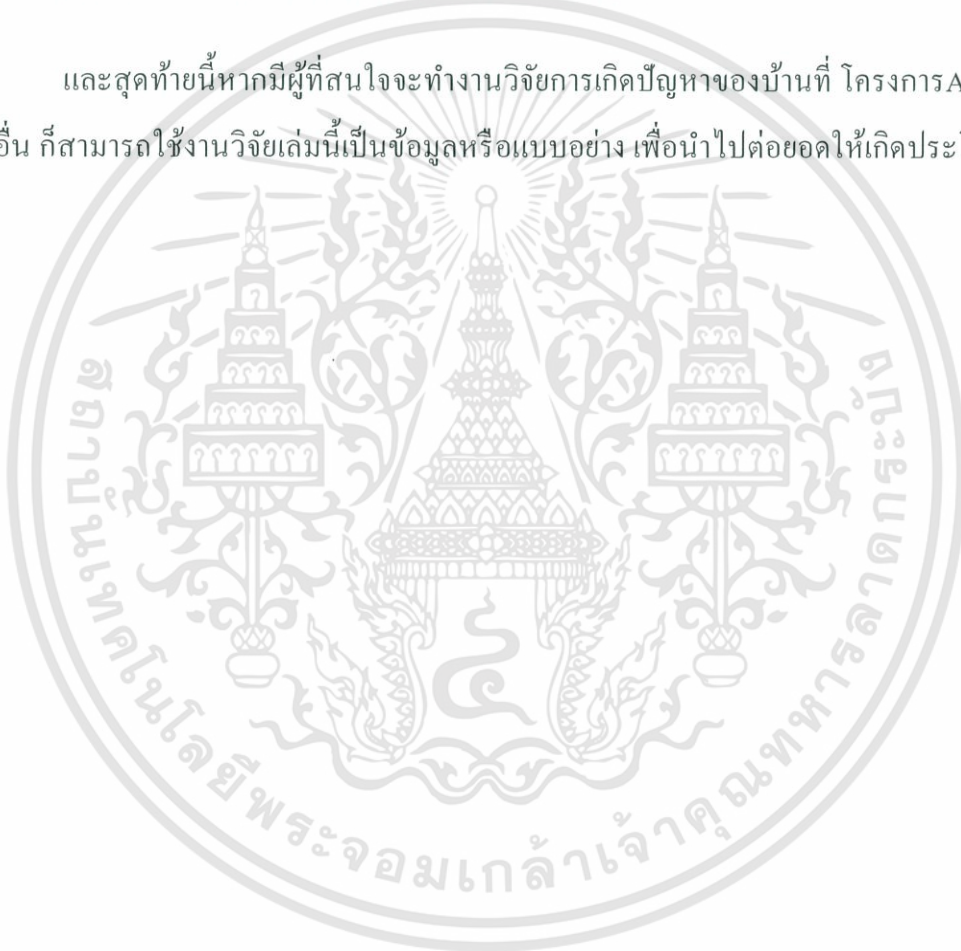 และสุดท้ายนี้หากมีผู้ที่สนใจจะทำงานวิจัยการเกิดปัญหาของบ้านที่ โครงการA
อื่น ก็สามารถใช้งานวิจัยเล่มนี้เป็นข้อมูลหรือแบบอย่าง เพื่อนำไปต่อยอดให้เกิดประ
สถาบันเทคโนโลยีพระจอมเกล้าเจ้าคุณทหารลาดกระบัง
๔